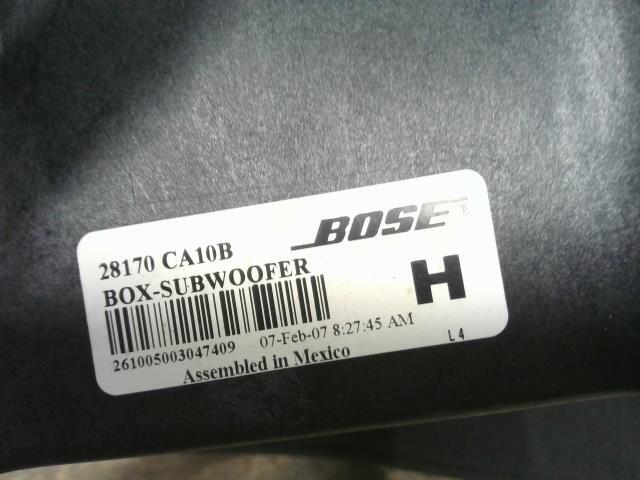 BOSE®
28170 CA10B
BOX-SUBWOOFER
H
261005003047409
07-Feb-07 8:27:45 AM
Assembled in Mexico
L4